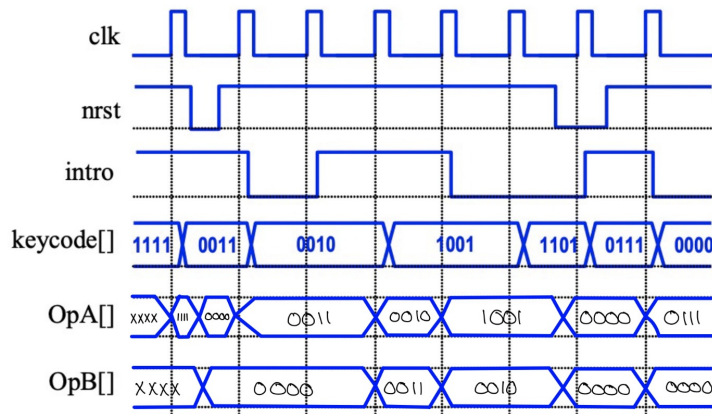 clk
nrst
intro
keycode[] 1111 0011 0010 1001 1101 0111 0000
OpA[] xxxx 1111 0000 0011 0010 1001 0000 0111
OpB[] XXXX 0000 0011 0010 0000 0000